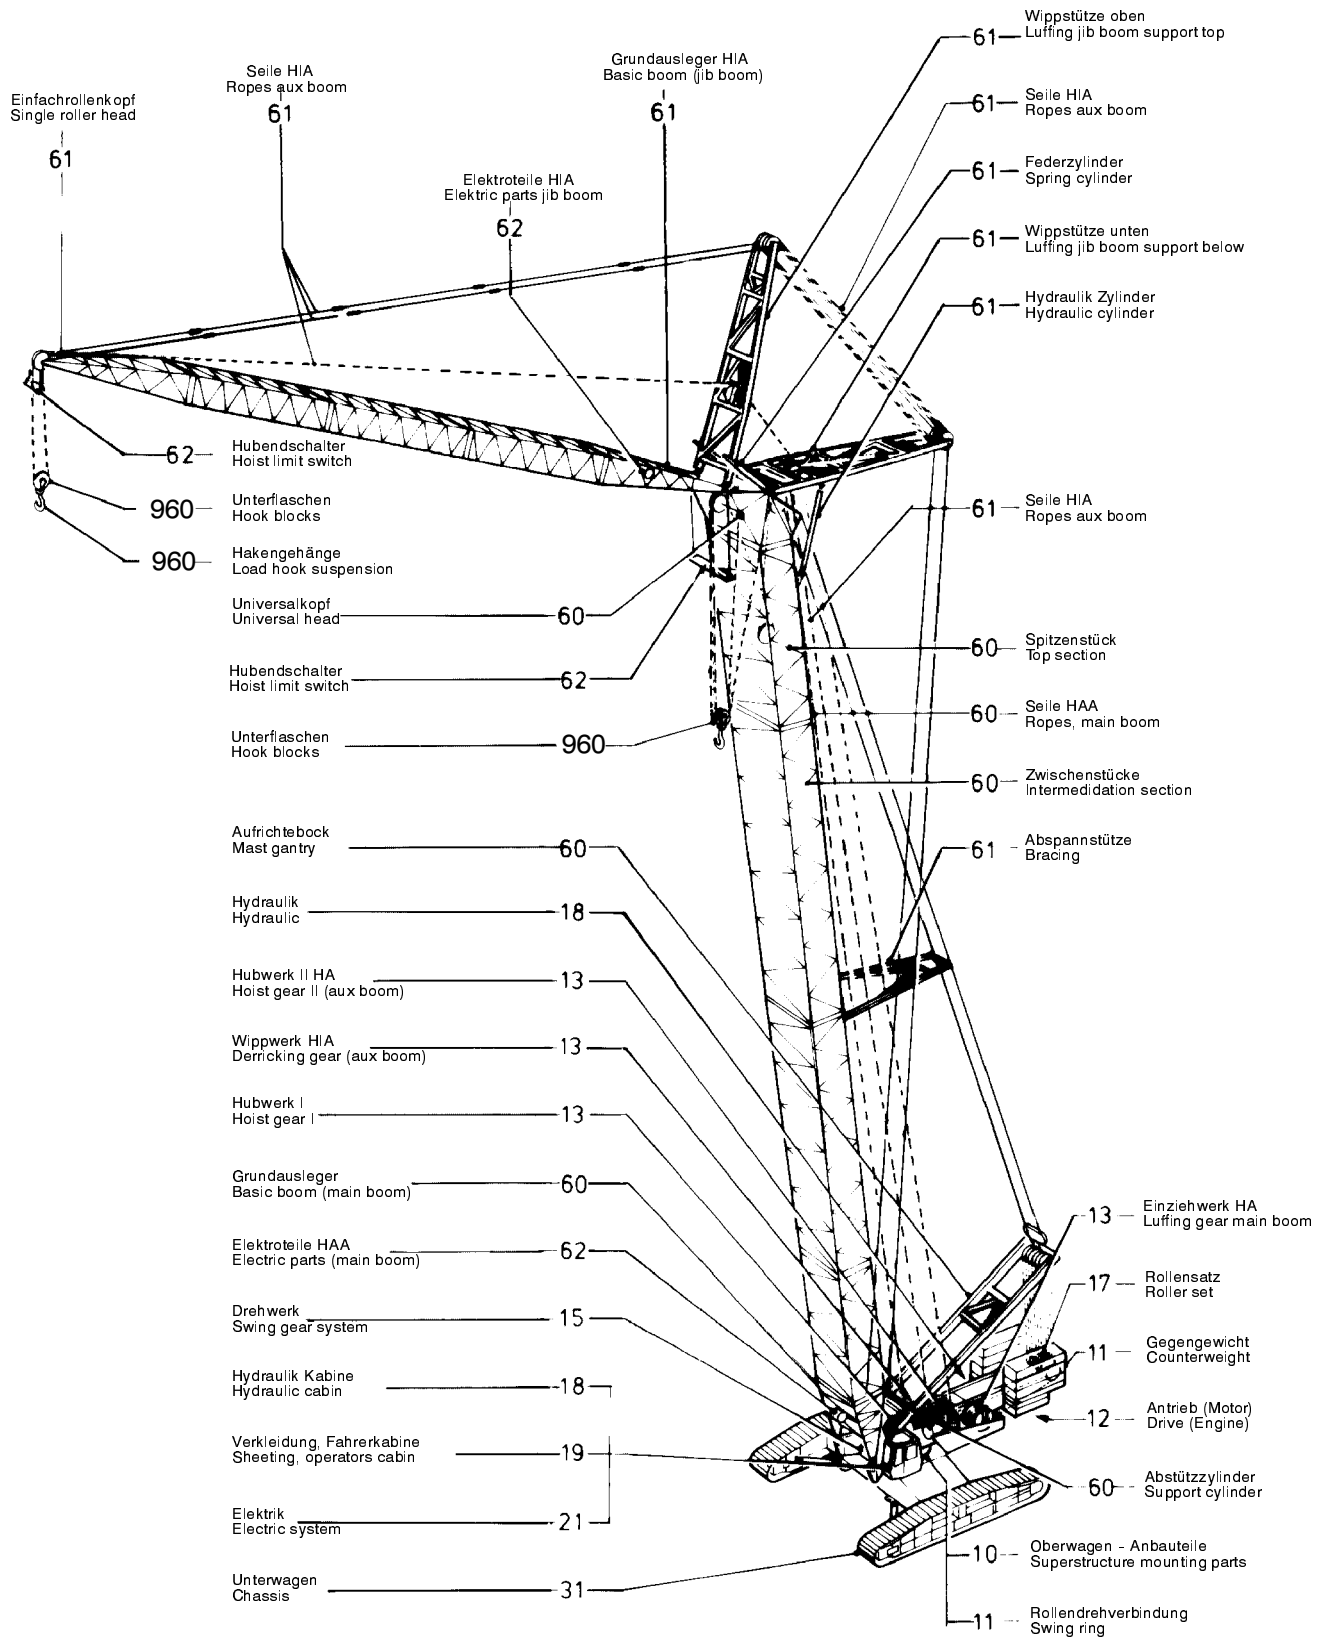 Einfachrollenkopf
Single roller head
61
Seile HIA
Ropes aux boom
61
Elektroteile HIA
Elektric parts jib boom
62
Grundausleger HIA
Basic boom (jib boom)
61
61
Wippstütze oben
Luffing jib boom support top
61
Seile HIA
Ropes aux boom
61
Federzylinder
Spring cylinder
61
Wippstütze unten
Luffing jib boom support below
61
Hydraulik Zylinder
Hydraulic cylinder
62
Hubendschalter
Hoist limit switch
960
Unterflaschen
Hook blocks
960
Hakengehänge
Load hook suspension
Universalkopf
Universal head
60
Hubendschalter
Hoist limit switch
62
Unterflaschen
Hook blocks
960
61
Seile HIA
Ropes aux boom
60
Spitzenstück
Top section
60
Seile HAA
Ropes, main boom
60
Zwischenstücke
Intermedidation section
61
Abspannstütze
Bracing
Aufrichtebock
Mast gantry
60
Hydraulik
Hydraulic
18
Hubwerk II HA
Hoist gear II (aux boom)
13
Wippwerk HIA
Derricking gear (aux boom)
13
Hubwerk I
Hoist gear I
13
Grundausleger
Basic boom (main boom)
60
Elektroteile HAA
Electric parts (main boom)
62
Drehwerk
Swing gear system
15
Hydraulik Kabine
Hydraulic cabin
18
Verkleidung, Fahrerkabine
Sheeting, operators cabin
19
Elektrik
Electric system
21
Unterwagen
Chassis
31
13
Einziehwerk HA
Luffing gear main boom
17
Rollensatz
Roller set
11
Gegengewicht
Counterweight
12
Antrieb (Motor)
Drive (Engine)
60
Abstützzylinder
Support cylinder
10
Oberwagen - Anbauteile
Superstructure mounting parts
11
Rollendrehverbindung
Swing ring